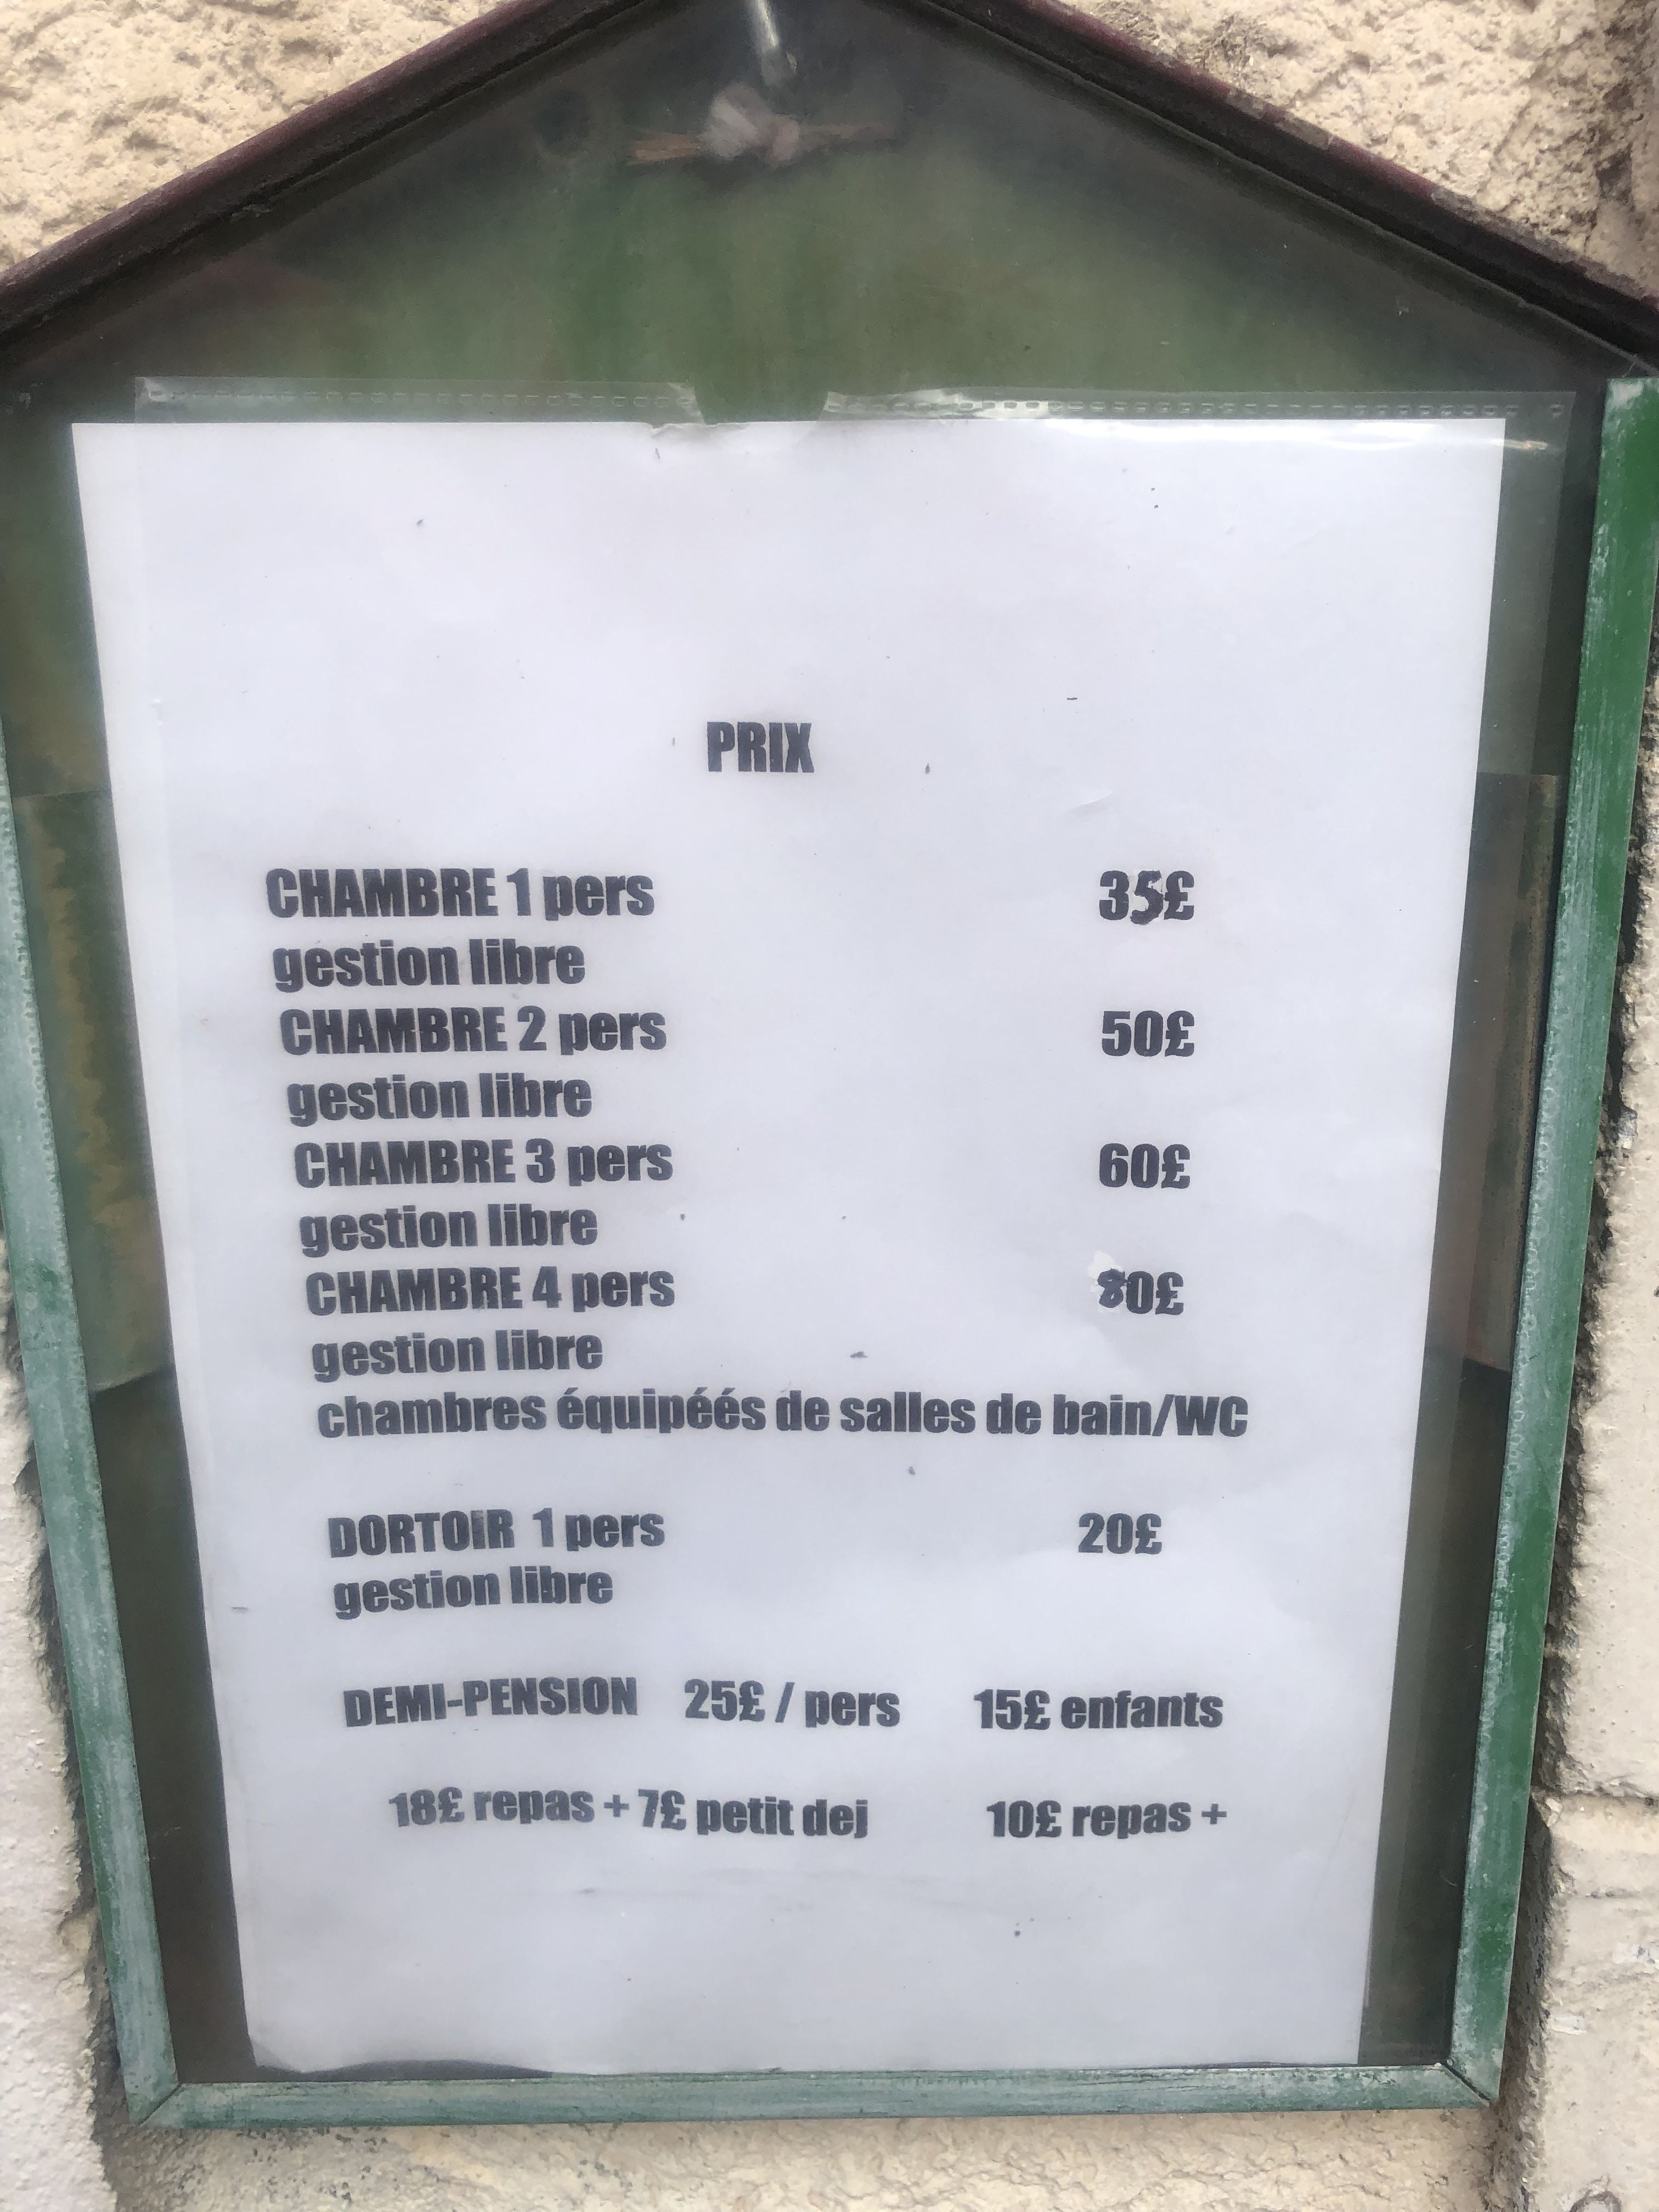 PRIX
CHAMBRE 1 pers 35£
gestion libre
CHAMBRE 2 pers 50£
gestion libre
CHAMBRE 3 pers 60£
gestion libre
CHAMBRE 4 pers 80£
gestion libre
chambres équipéés de salles de bain/WC
DORTOIR 1 pers 20£
gestion libre
DEMI-PENSION 25£ / pers 15£ enfants
18£ repas + 7£ petit dej 10£ repas +